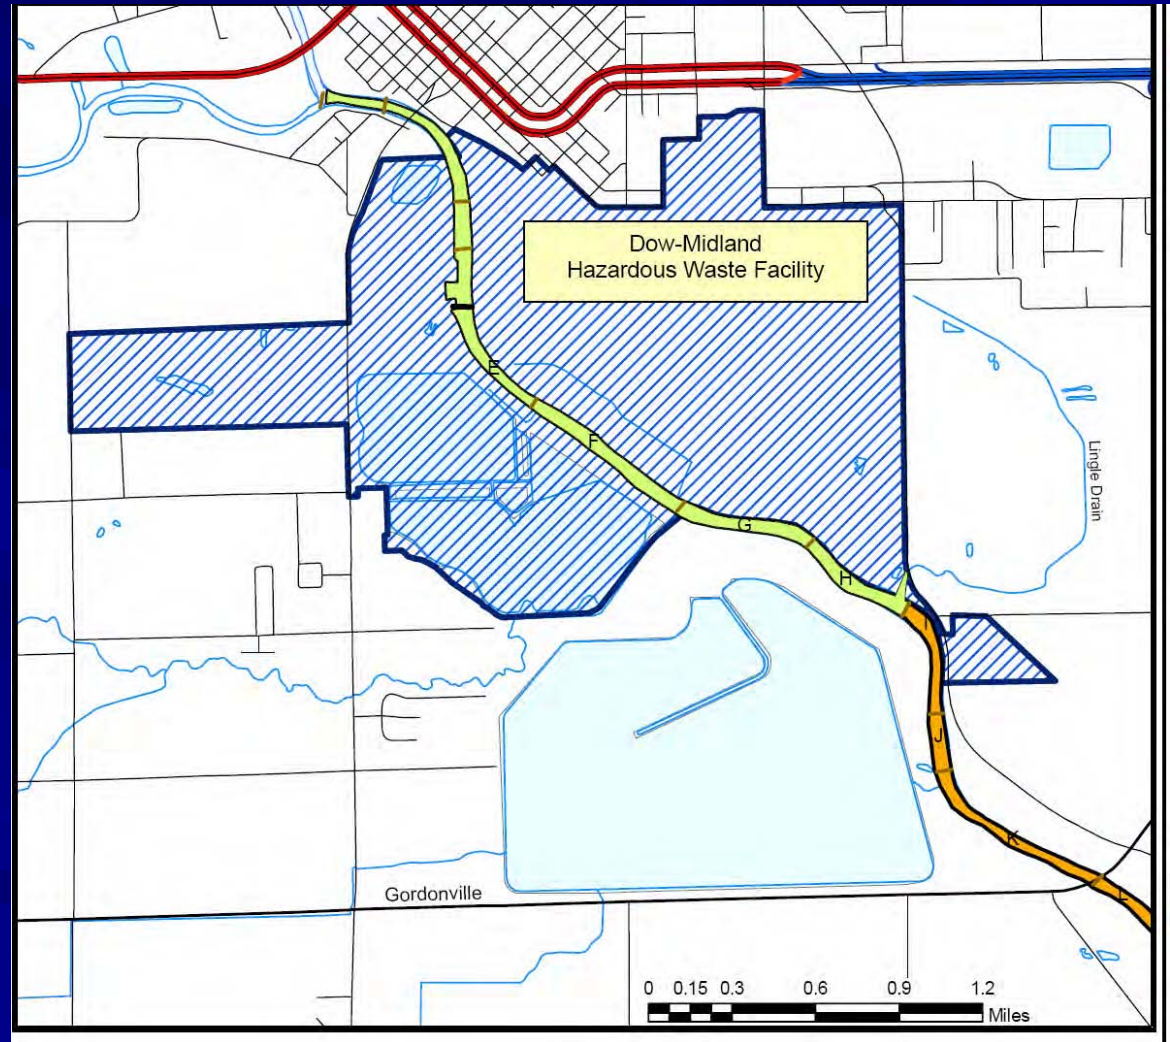 Dow-Midland
Hazardous Waste Facility
E
F
G
H
I
J
K
L
Lingle Drain
Gordonville
0 0.15 0.3 0.6 0.9 1.2
Miles